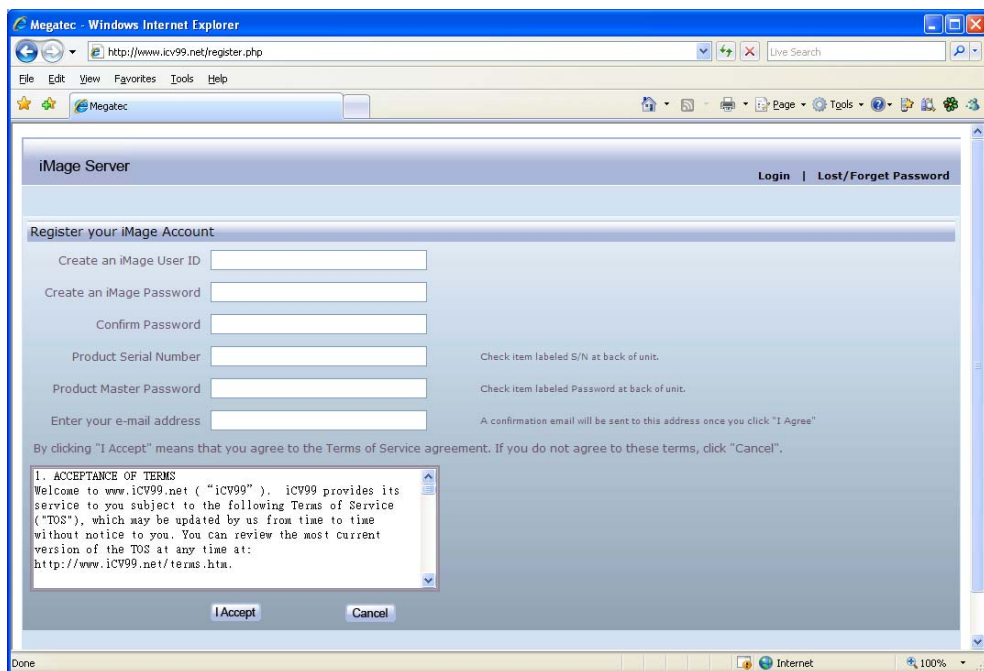 Megatec - Windows Internet Explorer
http://www.icv99.net/register.php
Live Search
File Edit View Favorites Tools Help
Megatec
Page Tools
iMage Server
Login | Lost/Forget Password
Register your iMage Account
Create an iMage User ID
Create an iMage Password
Confirm Password
Product Serial Number Check item labeled S/N at back of unit.
Product Master Password Check item labeled Password at back of unit.
Enter your e-mail address A confirmation email will be sent to this address once you click "I Agree"
By clicking "I Accept" means that you agree to the Terms of Service agreement. If you do not agree to these terms, click "Cancel".
1. ACCEPTANCE OF TERMS
Welcome to www.iCV99.net ( “iCV99” ). iCV99 provides its
service to you subject to the following Terms of Service
("TOS"), which may be updated by us from time to time
without notice to you. You can review the most current
version of the TOS at any time at:
http://www.iCV99.net/terms.htm.
I Accept Cancel
Done Internet 100%